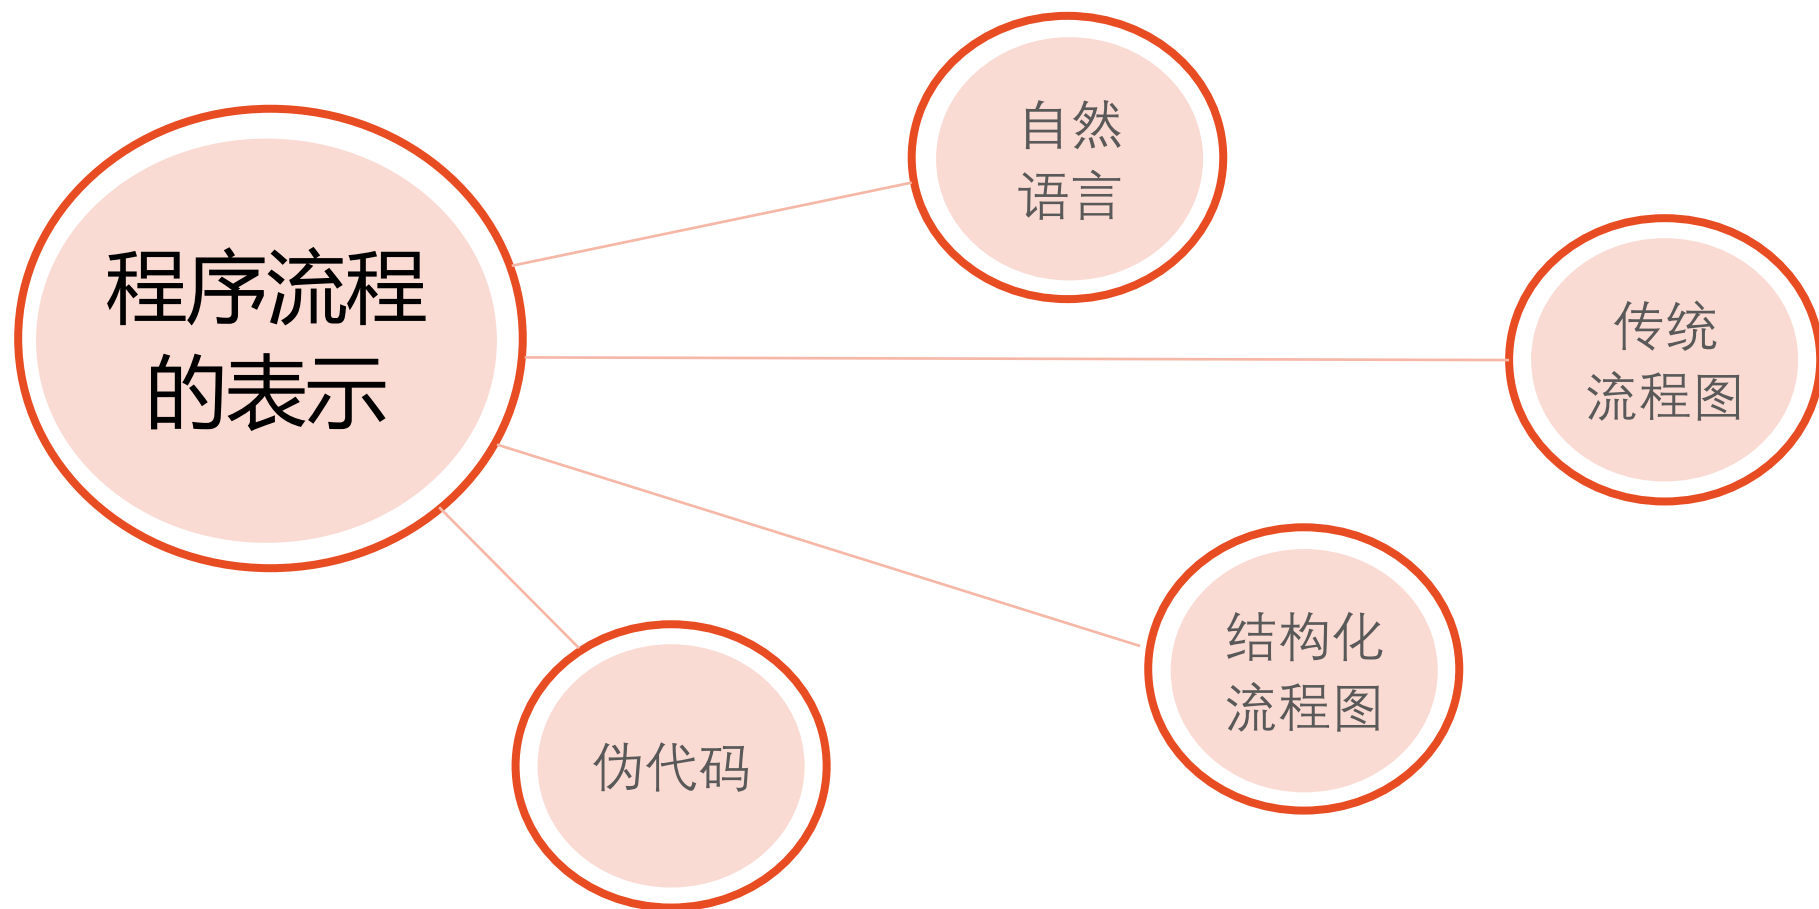 程序流程
的表示
自然
语言
传统
流程图
结构化
流程图
伪代码